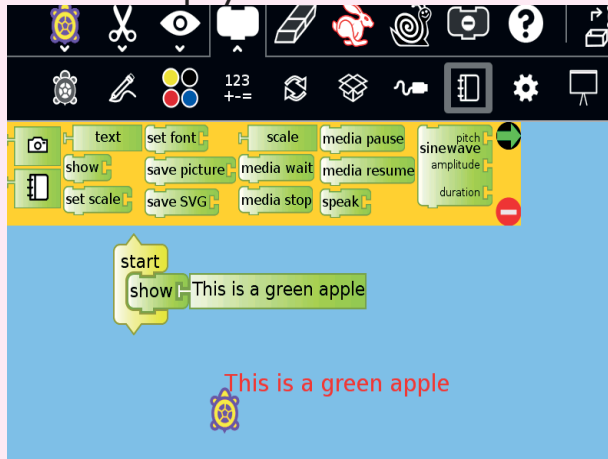 123
+-=
text set font scale media pause pitch
show save picture media wait media resume sinewave amplitude
set scale save SVG media stop speak duration
start
show This is a green apple
This is a green apple